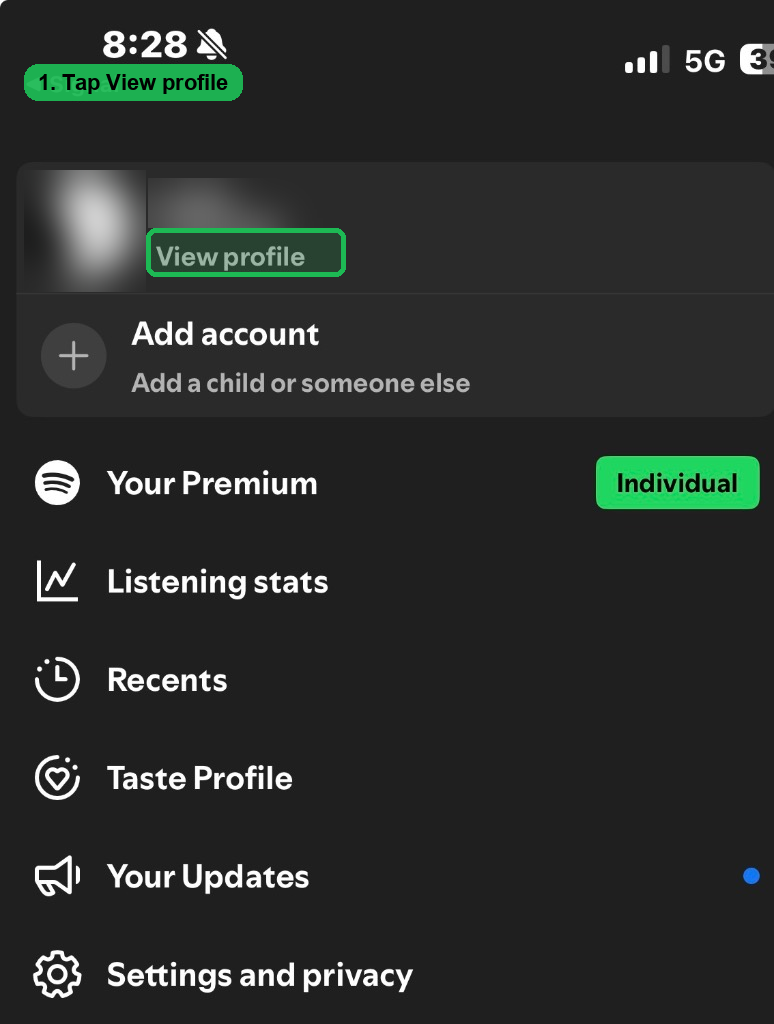 8:28
5G
1. Tap View profile
View profile
Add account
Add a child or someone else
Your Premium
Individual
Listening stats
Recents
Taste Profile
Your Updates
Settings and privacy